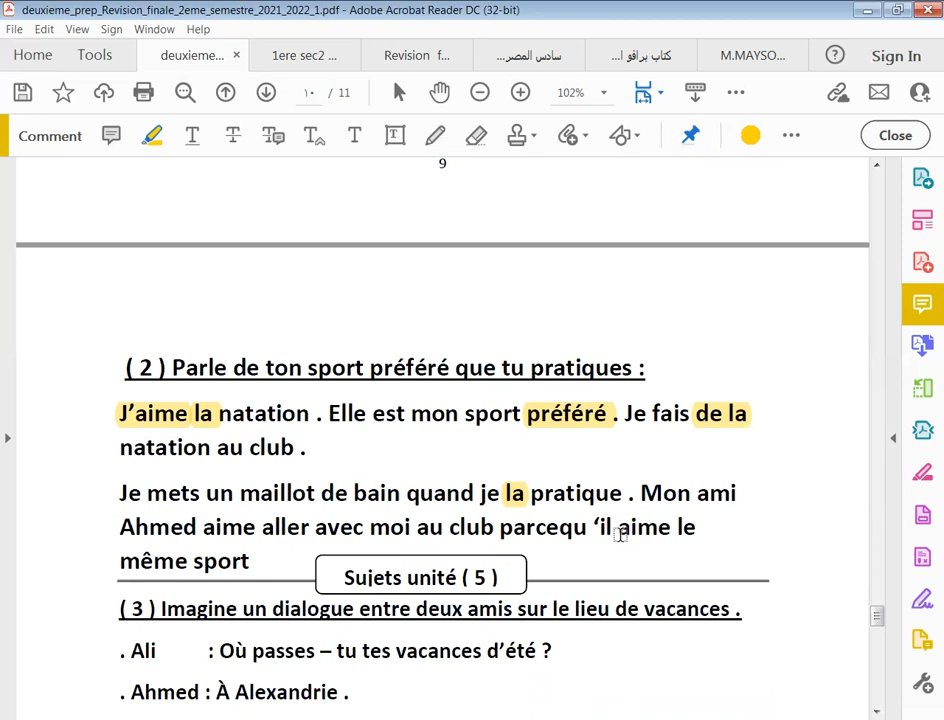 deuxieme_prep_Revision_finale_2eme_semestre_2021_2022_1.pdf - Adobe Acrobat Reader DC (32-bit)
File Edit View Sign Window Help
Home Tools deuxieme... × 1ere sec2 ... Revision f... سادس المصر... كتاب برافو ا... M.MAYSO... Sign In
١٠ / 11 102%
Comment Close
9
( 2 ) Parle de ton sport préféré que tu pratiques :
J'aime la natation . Elle est mon sport préféré . Je fais de la
natation au club .
Je mets un maillot de bain quand je la pratique . Mon ami
Ahmed aime aller avec moi au club parcequ ‘il aime le
même sport
Sujets unité ( 5 )
( 3 ) Imagine un dialogue entre deux amis sur le lieu de vacances .
. Ali : Où passes – tu tes vacances d'été ?
. Ahmed : À Alexandrie .